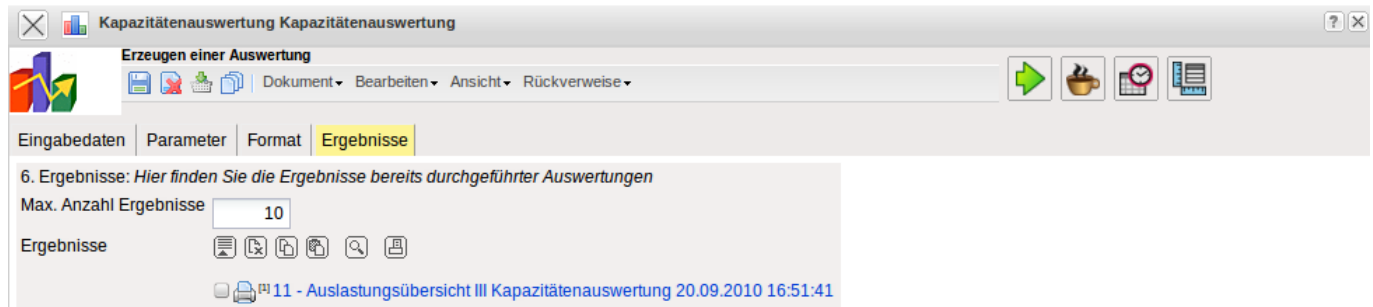 Kapazitätenauswertung Kapazitätenauswertung
Erzeugen einer Auswertung
Dokument Bearbeiten Ansicht Rückverweise
Eingabedaten Parameter Format Ergebnisse
6. Ergebnisse: Hier finden Sie die Ergebnisse bereits durchgeführter Auswertungen
Max. Anzahl Ergebnisse 10
Ergebnisse
[1] 11 - Auslastungsübersicht III Kapazitätenauswertung 20.09.2010 16:51:41